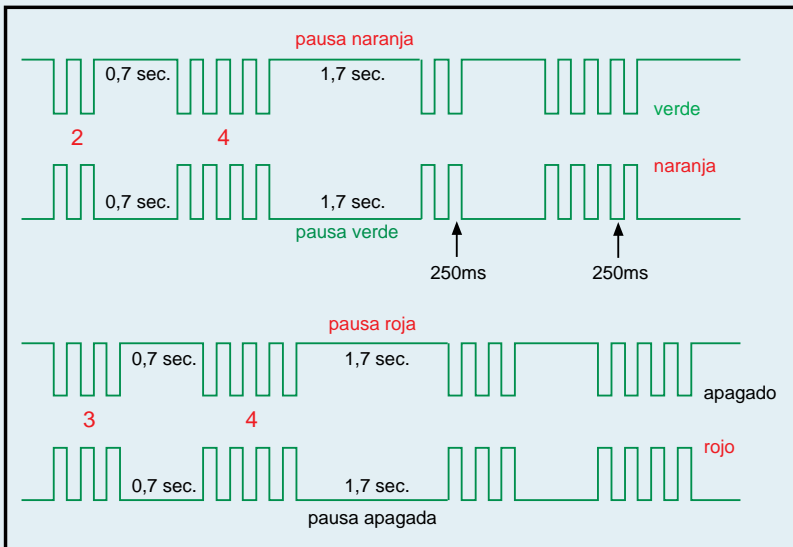 pausa naranja
0,7 sec.
1,7 sec.
verde
2
4
naranja
0,7 sec.
1,7 sec.
pausa verde
250ms
250ms
pausa roja
0,7 sec.
1,7 sec.
apagado
3
4
rojo
0,7 sec.
1,7 sec.
pausa apagada